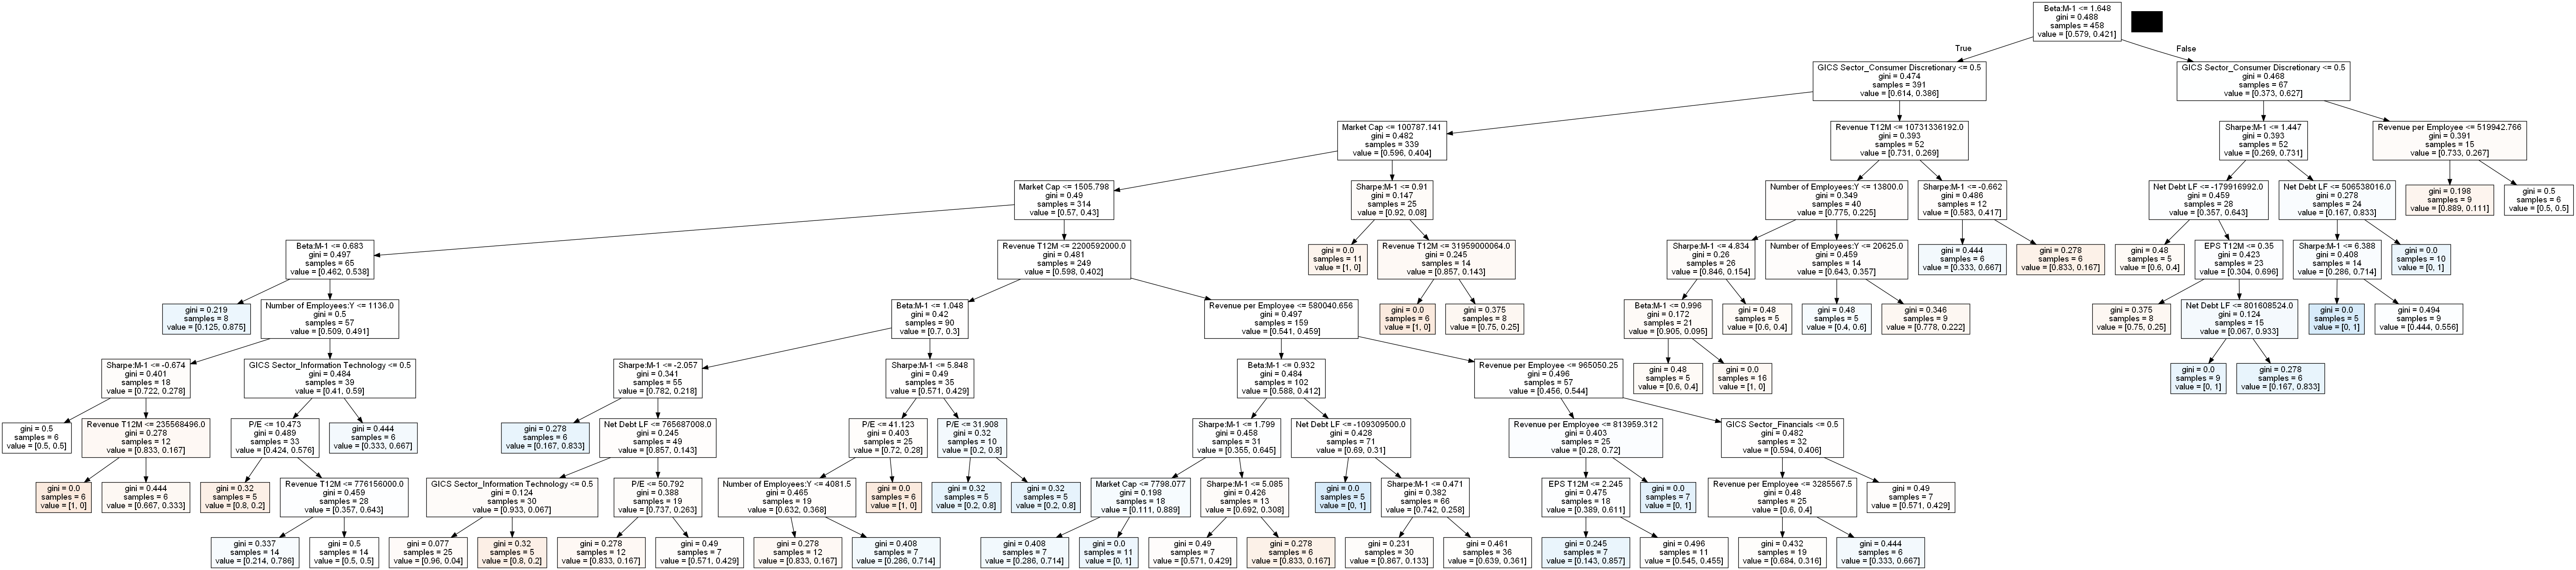 Beta:M-1 <= 1.648
gini = 0.488
samples = 458
value = [0.579, 0.421]
True
False
GICS Sector_Consumer Discretionary <= 0.5
gini = 0.474
samples = 391
value = [0.614, 0.386]
GICS Sector_Consumer Discretionary <= 0.5
gini = 0.468
samples = 67
value = [0.373, 0.627]
Market Cap <= 100787.141
gini = 0.482
samples = 339
value = [0.596, 0.404]
Revenue T12M <= 10731336192.0
gini = 0.393
samples = 52
value = [0.731, 0.269]
Sharpe:M-1 <= 1.447
gini = 0.393
samples = 52
value = [0.269, 0.731]
Revenue per Employee <= 519942.766
gini = 0.391
samples = 15
value = [0.733, 0.267]
Market Cap <= 1505.798
gini = 0.49
samples = 314
value = [0.57, 0.43]
Sharpe:M-1 <= 0.91
gini = 0.147
samples = 25
value = [0.92, 0.08]
Number of Employees:Y <= 13800.0
gini = 0.349
samples = 40
value = [0.775, 0.225]
Sharpe:M-1 <= -0.662
gini = 0.486
samples = 12
value = [0.583, 0.417]
Net Debt LF <= -179916992.0
gini = 0.459
samples = 28
value = [0.357, 0.643]
Net Debt LF <= 506538016.0
gini = 0.278
samples = 24
value = [0.167, 0.833]
gini = 0.198
samples = 9
value = [0.889, 0.111]
gini = 0.5
samples = 6
value = [0.5, 0.5]
Beta:M-1 <= 0.683
gini = 0.497
samples = 65
value = [0.462, 0.538]
Revenue T12M <= 2200592000.0
gini = 0.481
samples = 249
value = [0.598, 0.402]
gini = 0.0
samples = 11
value = [1, 0]
Revenue T12M <= 31959000064.0
gini = 0.245
samples = 14
value = [0.857, 0.143]
Sharpe:M-1 <= 4.834
gini = 0.26
samples = 26
value = [0.846, 0.154]
Number of Employees:Y <= 20625.0
gini = 0.459
samples = 14
value = [0.643, 0.357]
gini = 0.444
samples = 6
value = [0.333, 0.667]
gini = 0.278
samples = 6
value = [0.833, 0.167]
gini = 0.48
samples = 5
value = [0.6, 0.4]
EPS T12M <= 0.35
gini = 0.423
samples = 23
value = [0.304, 0.696]
Sharpe:M-1 <= 6.388
gini = 0.408
samples = 14
value = [0.286, 0.714]
gini = 0.0
samples = 10
value = [0, 1]
gini = 0.219
samples = 8
value = [0.125, 0.875]
Number of Employees:Y <= 1136.0
gini = 0.5
samples = 57
value = [0.509, 0.491]
Beta:M-1 <= 1.048
gini = 0.42
samples = 90
value = [0.7, 0.3]
Revenue per Employee <= 580040.656
gini = 0.497
samples = 159
value = [0.541, 0.459]
gini = 0.0
samples = 6
value = [1, 0]
gini = 0.375
samples = 8
value = [0.75, 0.25]
Beta:M-1 <= 0.996
gini = 0.172
samples = 21
value = [0.905, 0.095]
gini = 0.48
samples = 5
value = [0.6, 0.4]
gini = 0.48
samples = 5
value = [0.4, 0.6]
gini = 0.346
samples = 9
value = [0.778, 0.222]
gini = 0.375
samples = 8
value = [0.75, 0.25]
Net Debt LF <= 801608524.0
gini = 0.124
samples = 15
value = [0.067, 0.933]
gini = 0.0
samples = 5
value = [0, 1]
gini = 0.494
samples = 9
value = [0.444, 0.556]
Sharpe:M-1 <= -0.674
gini = 0.401
samples = 18
value = [0.722, 0.278]
GICS Sector_Information Technology <= 0.5
gini = 0.484
samples = 39
value = [0.41, 0.59]
Sharpe:M-1 <= -2.057
gini = 0.341
samples = 55
value = [0.782, 0.218]
Sharpe:M-1 <= 5.848
gini = 0.49
samples = 35
value = [0.571, 0.429]
Beta:M-1 <= 0.932
gini = 0.484
samples = 102
value = [0.588, 0.412]
Revenue per Employee <= 965050.25
gini = 0.496
samples = 57
value = [0.456, 0.544]
gini = 0.48
samples = 5
value = [0.6, 0.4]
gini = 0.0
samples = 16
value = [1, 0]
gini = 0.0
samples = 9
value = [0, 1]
gini = 0.278
samples = 6
value = [0.167, 0.833]
gini = 0.5
samples = 6
value = [0.5, 0.5]
Revenue T12M <= 235568496.0
gini = 0.278
samples = 12
value = [0.833, 0.167]
P/E <= 10.473
gini = 0.489
samples = 33
value = [0.424, 0.576]
gini = 0.444
samples = 6
value = [0.333, 0.667]
gini = 0.278
samples = 6
value = [0.167, 0.833]
Net Debt LF <= 765687008.0
gini = 0.245
samples = 49
value = [0.857, 0.143]
P/E <= 41.123
gini = 0.403
samples = 25
value = [0.72, 0.28]
P/E <= 31.908
gini = 0.32
samples = 10
value = [0.2, 0.8]
Sharpe:M-1 <= 1.799
gini = 0.458
samples = 31
value = [0.355, 0.645]
Net Debt LF <= -109309500.0
gini = 0.428
samples = 71
value = [0.69, 0.31]
Revenue per Employee <= 813959.312
gini = 0.403
samples = 25
value = [0.28, 0.72]
GICS Sector_Financials <= 0.5
gini = 0.482
samples = 32
value = [0.594, 0.406]
gini = 0.0
samples = 6
value = [1, 0]
gini = 0.444
samples = 6
value = [0.667, 0.333]
gini = 0.32
samples = 5
value = [0.8, 0.2]
Revenue T12M <= 776156000.0
gini = 0.459
samples = 28
value = [0.357, 0.643]
GICS Sector_Information Technology <= 0.5
gini = 0.124
samples = 30
value = [0.933, 0.067]
P/E <= 50.792
gini = 0.388
samples = 19
value = [0.737, 0.263]
Number of Employees:Y <= 4081.5
gini = 0.465
samples = 19
value = [0.632, 0.368]
gini = 0.0
samples = 6
value = [1, 0]
gini = 0.32
samples = 5
value = [0.2, 0.8]
gini = 0.32
samples = 5
value = [0.2, 0.8]
Market Cap <= 7798.077
gini = 0.198
samples = 18
value = [0.111, 0.889]
Sharpe:M-1 <= 5.085
gini = 0.426
samples = 13
value = [0.692, 0.308]
gini = 0.0
samples = 5
value = [0, 1]
Sharpe:M-1 <= 0.471
gini = 0.382
samples = 66
value = [0.742, 0.258]
EPS T12M <= 2.245
gini = 0.475
samples = 18
value = [0.389, 0.611]
gini = 0.0
samples = 7
value = [0, 1]
Revenue per Employee <= 3285567.5
gini = 0.48
samples = 25
value = [0.6, 0.4]
gini = 0.49
samples = 7
value = [0.571, 0.429]
gini = 0.337
samples = 14
value = [0.214, 0.786]
gini = 0.5
samples = 14
value = [0.5, 0.5]
gini = 0.077
samples = 25
value = [0.96, 0.04]
gini = 0.32
samples = 5
value = [0.8, 0.2]
gini = 0.278
samples = 12
value = [0.833, 0.167]
gini = 0.49
samples = 7
value = [0.571, 0.429]
gini = 0.278
samples = 12
value = [0.833, 0.167]
gini = 0.408
samples = 7
value = [0.286, 0.714]
gini = 0.408
samples = 7
value = [0.286, 0.714]
gini = 0.0
samples = 11
value = [0, 1]
gini = 0.49
samples = 7
value = [0.571, 0.429]
gini = 0.278
samples = 6
value = [0.833, 0.167]
gini = 0.231
samples = 30
value = [0.867, 0.133]
gini = 0.461
samples = 36
value = [0.639, 0.361]
gini = 0.245
samples = 7
value = [0.143, 0.857]
gini = 0.496
samples = 11
value = [0.545, 0.455]
gini = 0.432
samples = 19
value = [0.684, 0.316]
gini = 0.444
samples = 6
value = [0.333, 0.667]